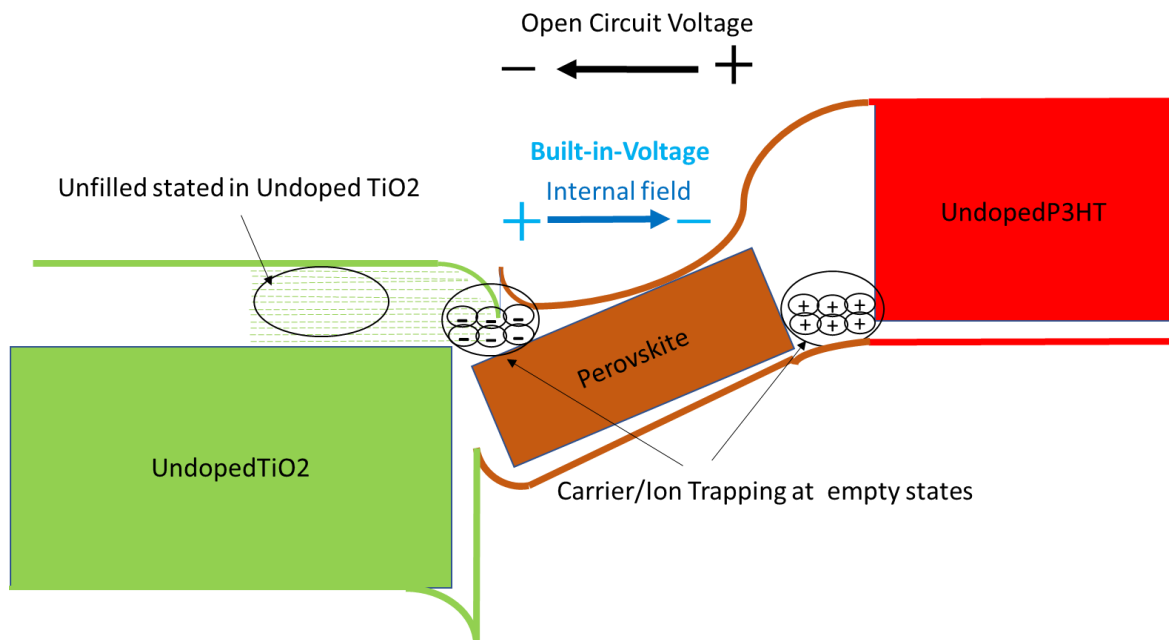 Open Circuit Voltage
− +
Built-in-Voltage
Internal field
+ −
Unfilled stated in Undoped TiO2
UndopedP3HT
- - -
- - -
+ + +
+ + +
Perovskite
UndopedTiO2
Carrier/Ion Trapping at empty states